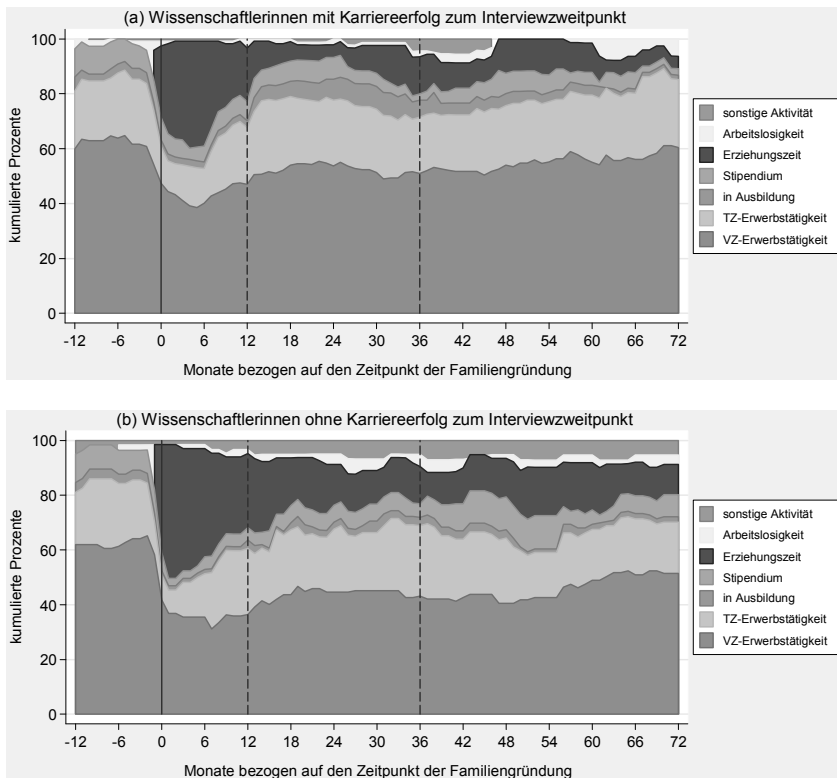 (a) Wissenschaftlerinnen mit Karriereerfolg zum Interviewzweitpunkt
100
80
60
40
20
0
kumulierte Prozente
-12 -6 0 6 12 18 24 30 36 42 48 54 60 66 72
Monate bezogen auf den Zeitpunkt der Familiengründung
sonstige Aktivität
Arbeitslosigkeit
Erziehungszeit
Stipendium
in Ausbildung
TZ-Erwerbstätigkeit
VZ-Erwerbstätigkeit
(b) Wissenschaftlerinnen ohne Karriereerfolg zum Interviewzweitpunkt
100
80
60
40
20
0
kumulierte Prozente
-12 -6 0 6 12 18 24 30 36 42 48 54 60 66 72
Monate bezogen auf den Zeitpunkt der Familiengründung
sonstige Aktivität
Arbeitslosigkeit
Erziehungszeit
Stipendium
in Ausbildung
TZ-Erwerbstätigkeit
VZ-Erwerbstätigkeit